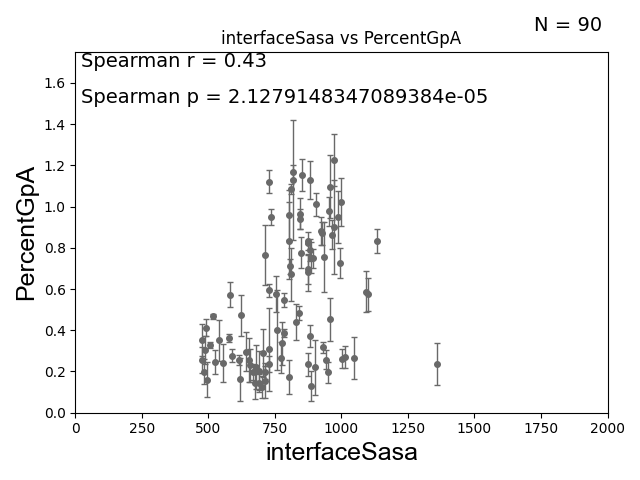 N = 90
interfaceSasa vs PercentGpA
Spearman r = 0.43
Spearman p = 2.1279148347089384e-05
1.6
1.4
1.2
1.0
0.8
0.6
0.4
0.2
0.0
PercentGpA
0 250 500 750 1000 1250 1500 1750 2000
interfaceSasa